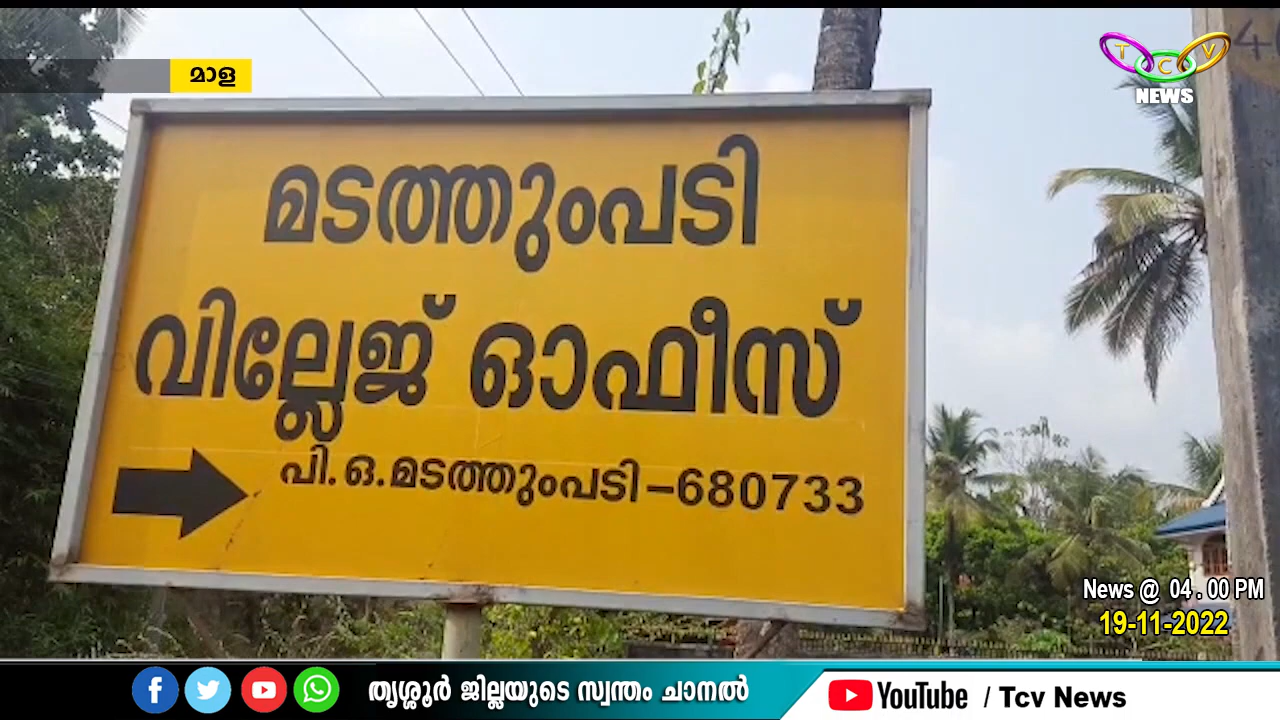 മാള
T C V
NEWS
മടത്തുംപടി
വില്ലേജ് ഓഫീസ്
പി.ഒ.മടത്തുംപടി-680733
News @ 04.00 PM
19-11-2022
തൃശ്ശൂർ ജില്ലയുടെ സ്വന്തം ചാനൽ
YouTube / Tcv News